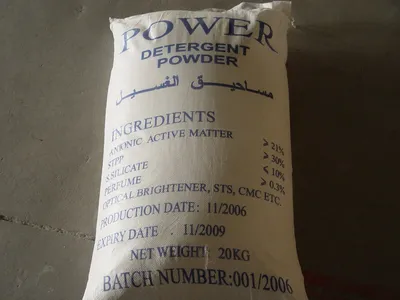 POWER
DETERGENT
POWDER
مساحيق الغسيل
INGREDIENTS
ANIONIC ACTIVE MATTER > 21%
STPP > 30%
S.SILICATE < 10%
PERFUME > 0.3%
OPTICAL BRIGHTENER, STS, CMC ETC.
PRODUCTION DATE: 11/2006
EXPIRY DATE : 11/2009
NET WEIGHT: 20KG
BATCH NUMBER:001/2006